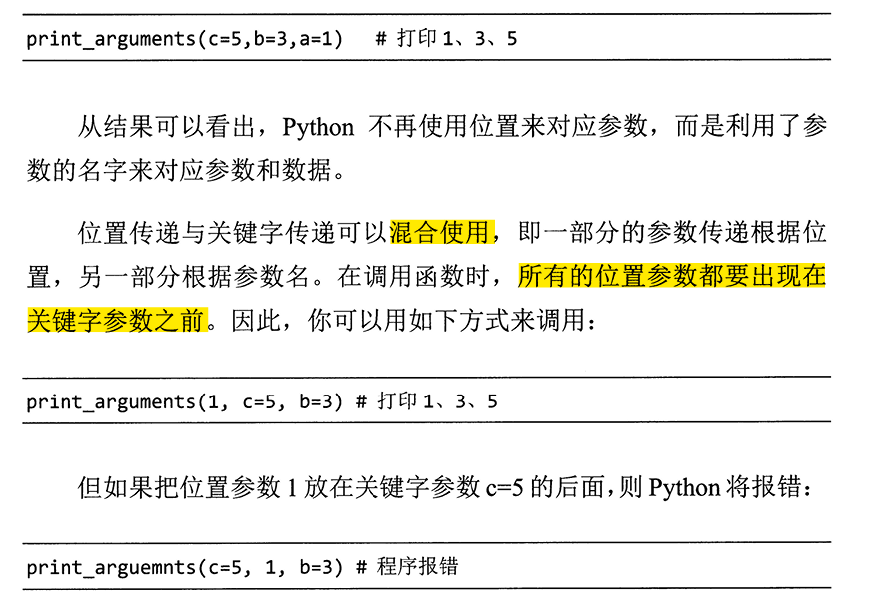 print_arguments(c=5,b=3,a=1)   # 打印 1、3、5
从结果可以看出，Python 不再使用位置来对应参数，而是利用了参
数的名字来对应参数和数据。
位置传递与关键字传递可以混合使用，即一部分的参数传递根据位
置，另一部分根据参数名。在调用函数时，所有的位置参数都要出现在
关键字参数之前。因此，你可以用如下方式来调用：
print_arguments(1, c=5, b=3) # 打印 1、3、5
但如果把位置参数 1 放在关键字参数 c=5 的后面，则 Python 将报错：
print_arguemnts(c=5, 1, b=3) # 程序报错